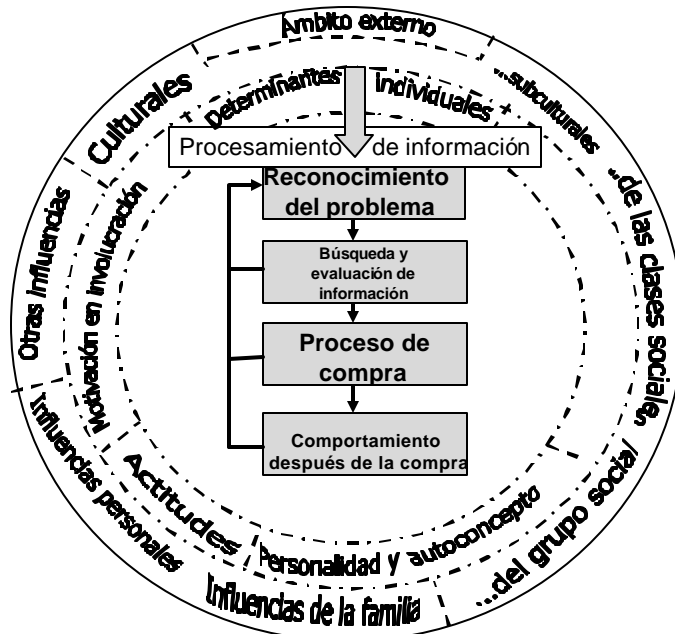 Ámbito externo
...subculturales
...de las clases sociales
...del grupo social
Influencias de la familia
Influencias personales
Otras influencias
Culturales
Determinantes individuales
Motivación en involucración
Actitudes
Personalidad y autoconcepto
Procesamiento de información
Reconocimiento
del problema
Búsqueda y
evaluación de
información
Proceso de
compra
Comportamiento
después de la compra